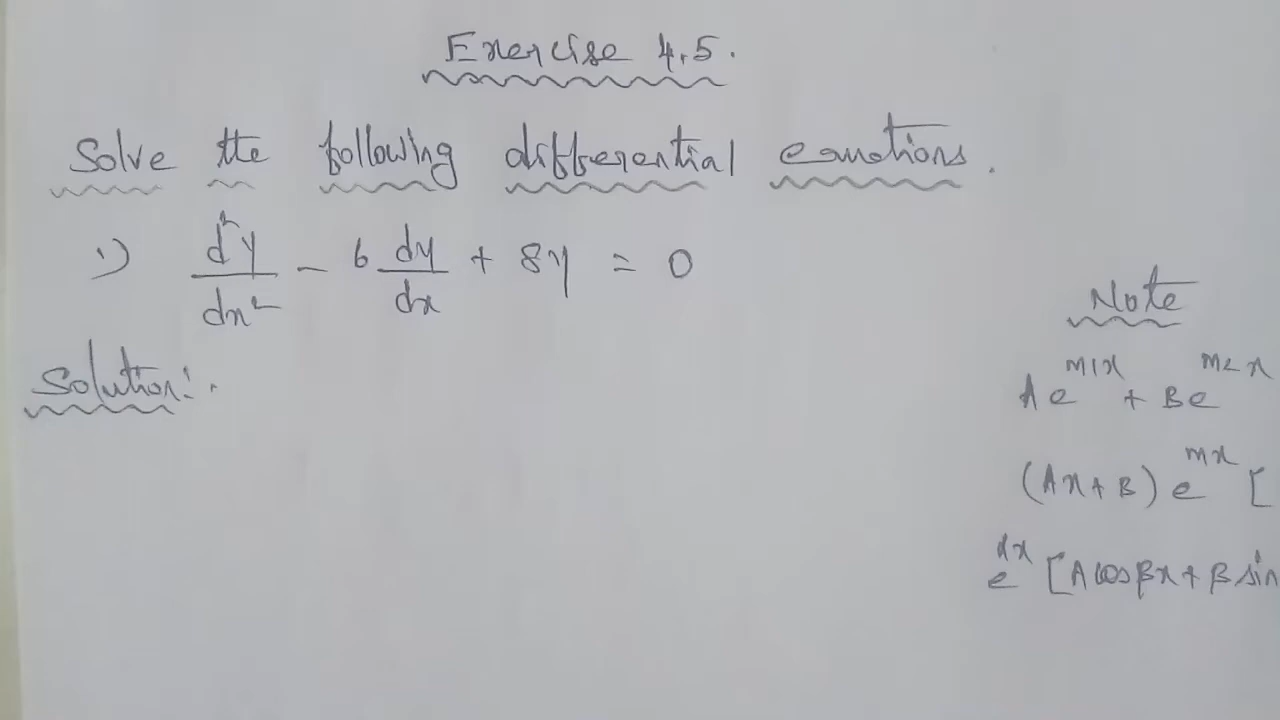 Exercise 4.5.
Solve the following differential equations.
1) d²y/dx² - 6 dy/dx + 8y = 0
Solution:.
Note
Ae^m1x + Be^m2x
(Ax+B) e^mx [
e^αx [A cos βx + B sin